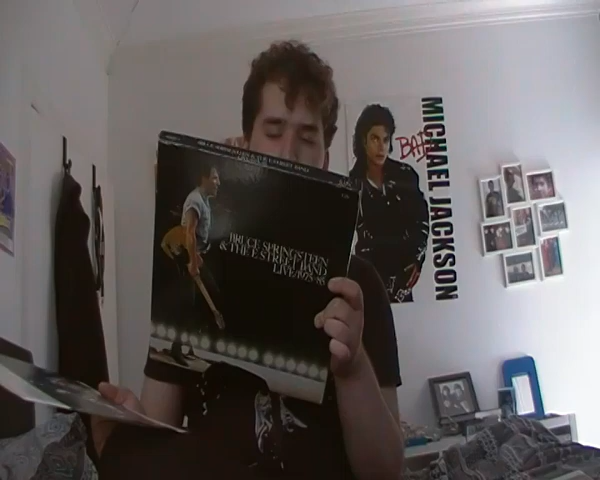 BRUCE SPRINGSTEEN
& THE E STREET BAND
LIVE/1975-85
BAD
MICHAEL JACKSON